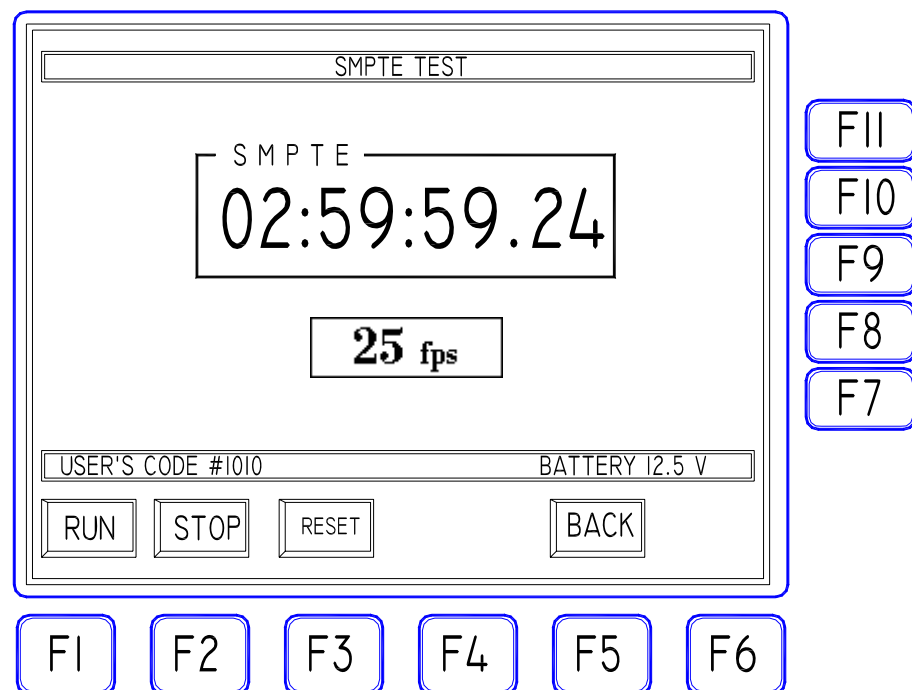 SMPTE TEST
SMPTE
02:59:59.24
25 fps
USER'S CODE #1010 BATTERY 12.5 V
RUN STOP RESET BACK
F11
F10
F9
F8
F7
F1 F2 F3 F4 F5 F6